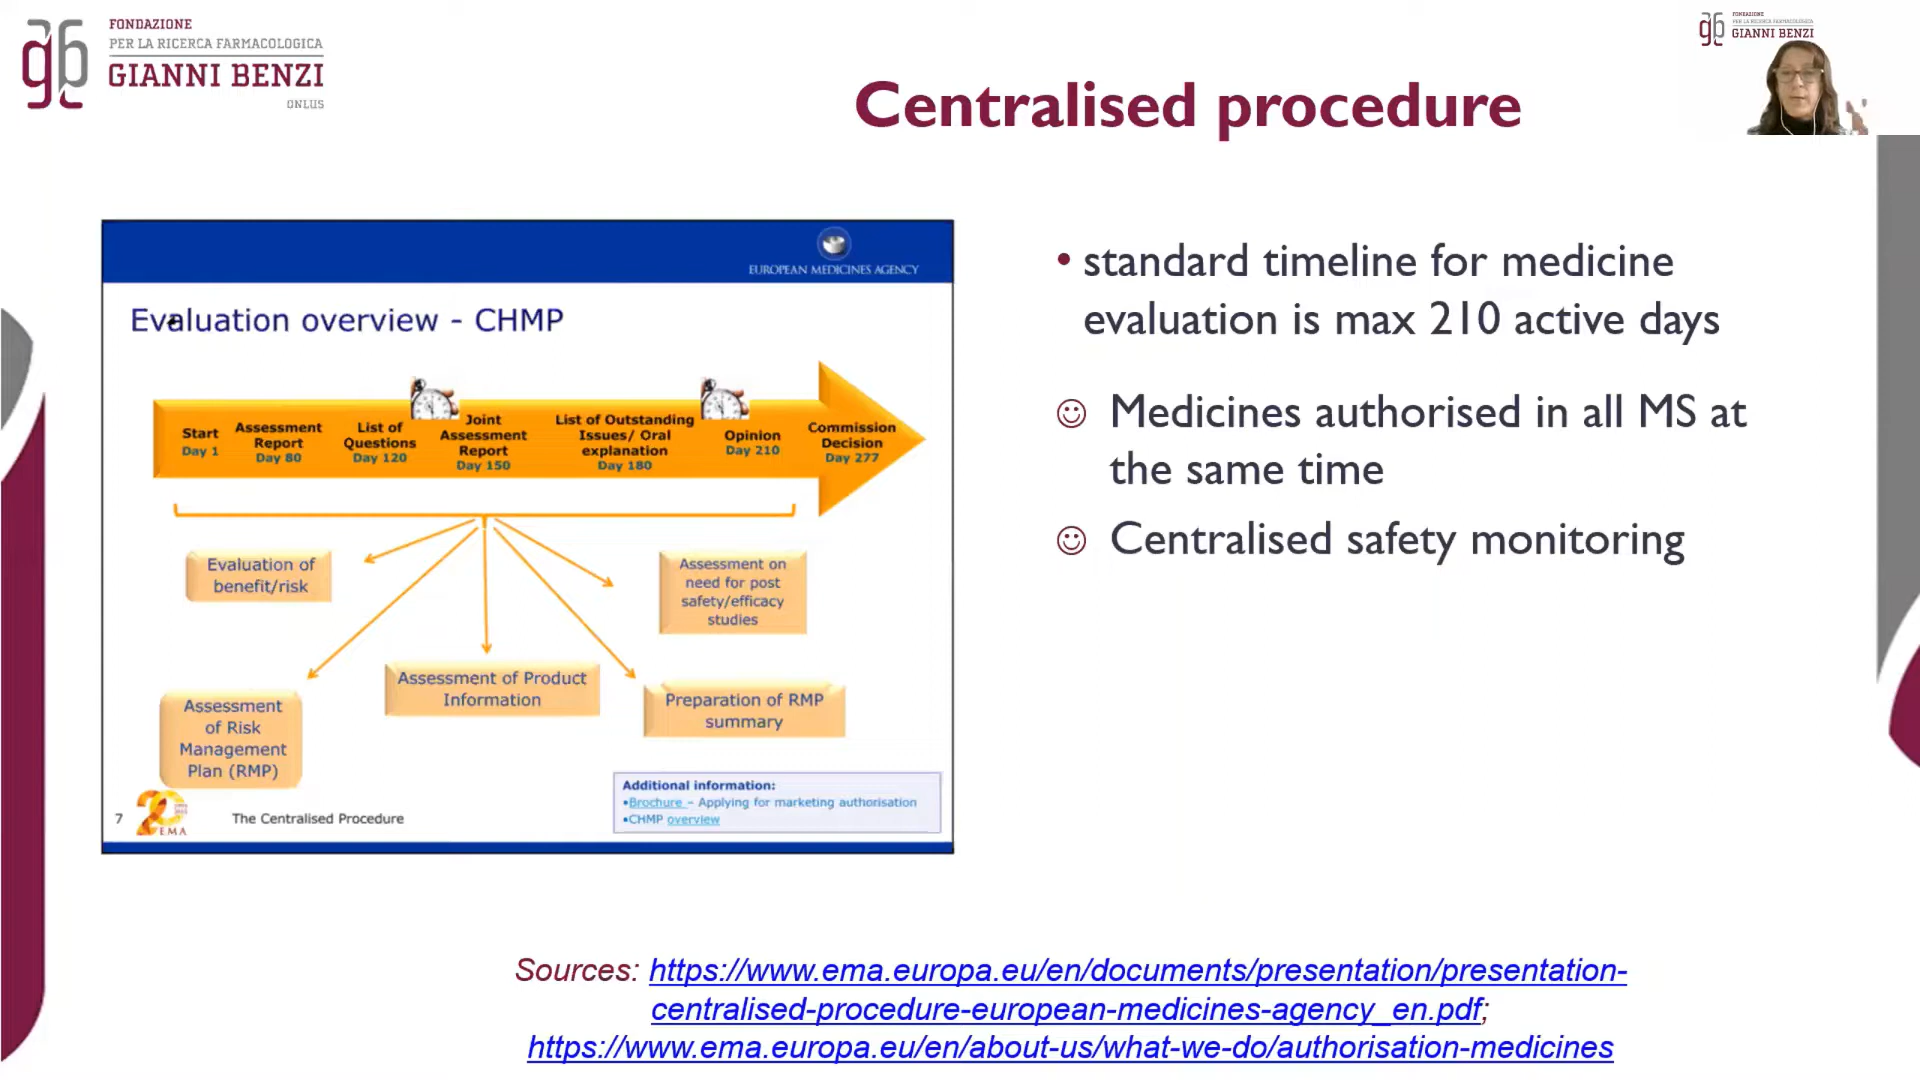 FONDAZIONE
PER LA RICERCA FARMACOLOGICA
GIANNI BENZI
ONLUS
FONDAZIONE
PER LA RICERCA FARMACOLOGICA
GIANNI BENZI
Centralised procedure
EUROPEAN MEDICINES AGENCY
Evaluation overview - CHMP
Start
Day 1
Assessment
Report
Day 80
List of
Questions
Day 120
Joint
Assessment
Report
Day 150
List of Outstanding
Issues/ Oral
explanation
Day 180
Opinion
Day 210
Commission
Decision
Day 277
Evaluation of
benefit/risk
Assessment on
need for post
safety/efficacy
studies
Assessment of Product
Information
Preparation of RMP
summary
Assessment
of Risk
Management
Plan (RMP)
Additional information:
•Brochure – Applying for marketing authorisation
•CHMP overview
7
20
EMA
The Centralised Procedure
• standard timeline for medicine
evaluation is max 210 active days
☺ Medicines authorised in all MS at
the same time
☺ Centralised safety monitoring
Sources: https://www.ema.europa.eu/en/documents/presentation/presentation-
centralised-procedure-european-medicines-agency_en.pdf;
https://www.ema.europa.eu/en/about-us/what-we-do/authorisation-medicines